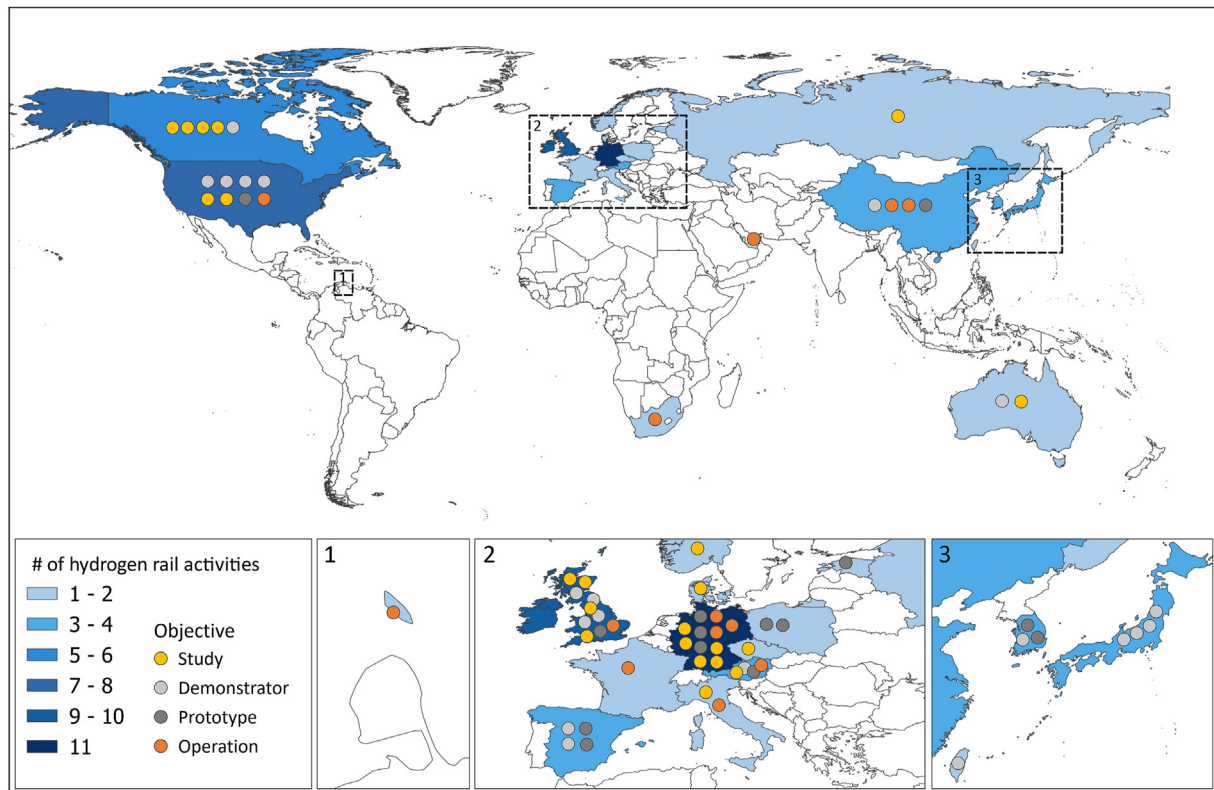 2
3
1
# of hydrogen rail activities
1 - 2
3 - 4
5 - 6
7 - 8
9 - 10
11
Objective
Study
Demonstrator
Prototype
Operation
1
2
3